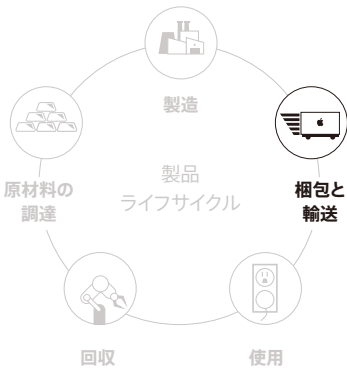 製造
原材料の
調達
製品
ライフサイクル
梱包と
輸送
回収
使用